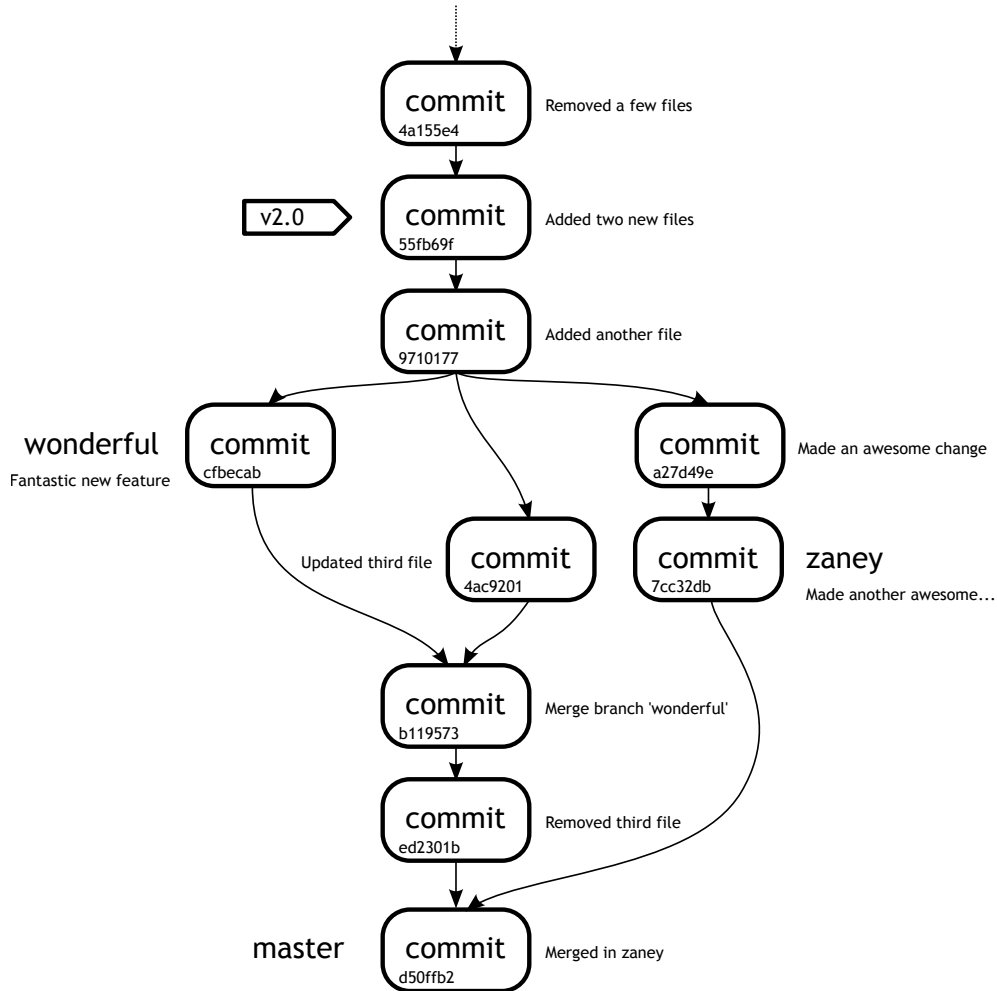 commit
4a155e4
Removed a few files
v2.0
commit
55fb69f
Added two new files
commit
9710177
Added another file
wonderful
Fantastic new feature
commit
cfbecab
commit
a27d49e
Made an awesome change
Updated third file
commit
4ac9201
commit
7cc32db
zaney
Made another awesome...
commit
b119573
Merge branch 'wonderful'
commit
ed2301b
Removed third file
master
commit
d50ffb2
Merged in zaney